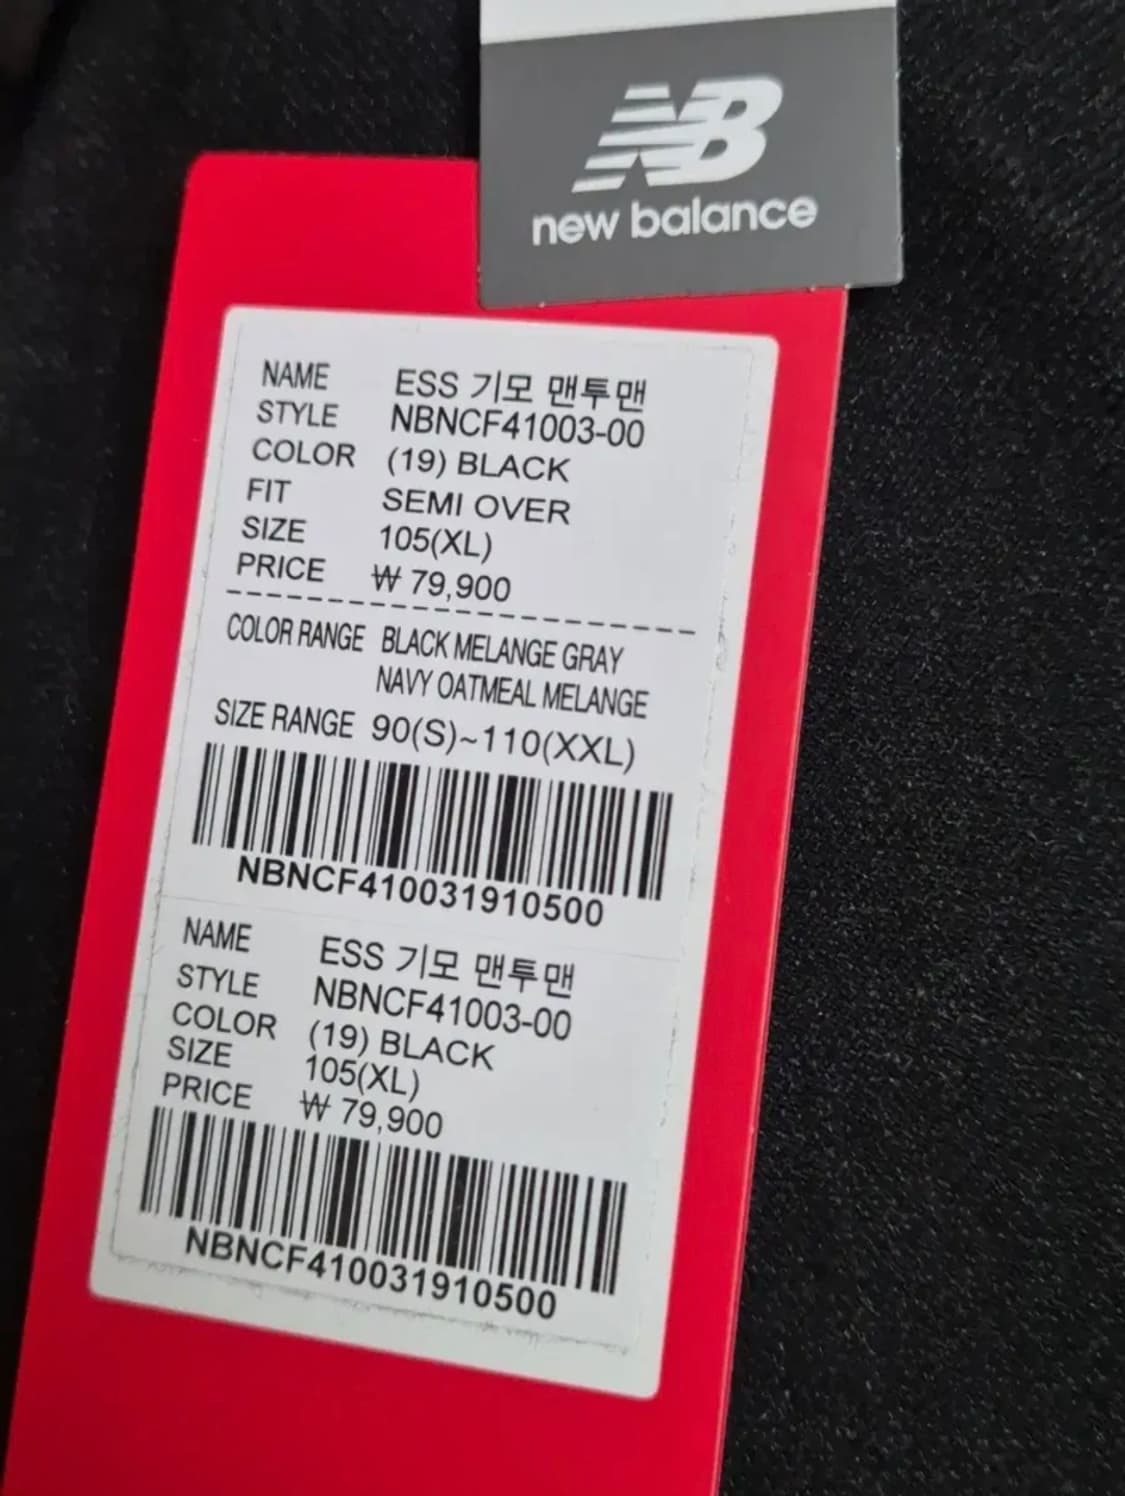 NB
new balance
NAME ESS 기모 맨투맨
STYLE NBNCF41003-00
COLOR (19) BLACK
FIT SEMI OVER
SIZE 105(XL)
PRICE ₩ 79,900
COLOR RANGE BLACK MELANGE GRAY
NAVY OATMEAL MELANGE
SIZE RANGE 90(S)~110(XXL)
NBNCF410031910500
NAME ESS 기모 맨투맨
STYLE NBNCF41003-00
COLOR (19) BLACK
SIZE 105(XL)
PRICE ₩ 79,900
NBNCF410031910500